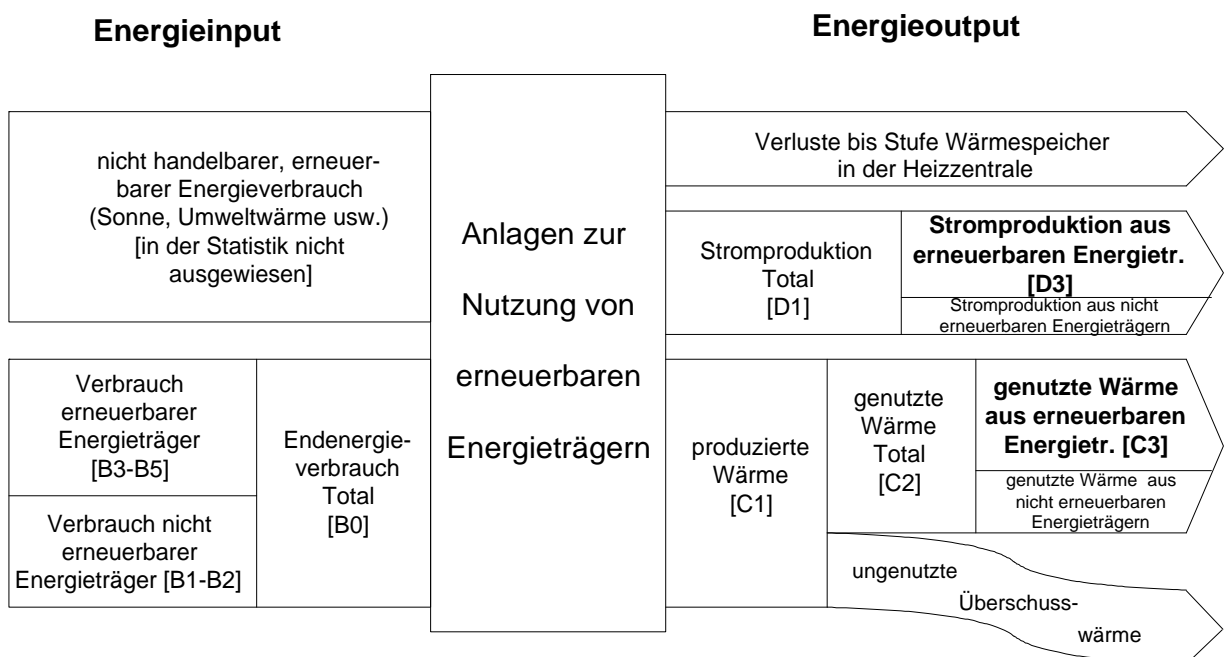 Energieinput
Energieoutput
nicht handelbarer, erneuer-
barer Energieverbrauch
(Sonne, Umweltwärme usw.)
[in der Statistik nicht
ausgewiesen]
Verbrauch
erneuerbarer
Energieträger
[B3-B5]
Verbrauch nicht
erneuerbarer
Energieträger [B1-B2]
Endenergie-
verbrauch
Total
[B0]
Anlagen zur
Nutzung von
erneuerbaren
Energieträgern
Verluste bis Stufe Wärmespeicher
in der Heizzentrale
Stromproduktion
Total
[D1]
Stromproduktion aus
erneuerbaren Energietr.
[D3]
Stromproduktion aus nicht
erneuerbaren Energieträgern
produzierte
Wärme
[C1]
genutzte
Wärme
Total
[C2]
genutzte Wärme
aus erneuerbaren
Energietr. [C3]
genutzte Wärme aus
nicht erneuerbaren
Energieträgern
ungenutzte
Überschuss-
wärme